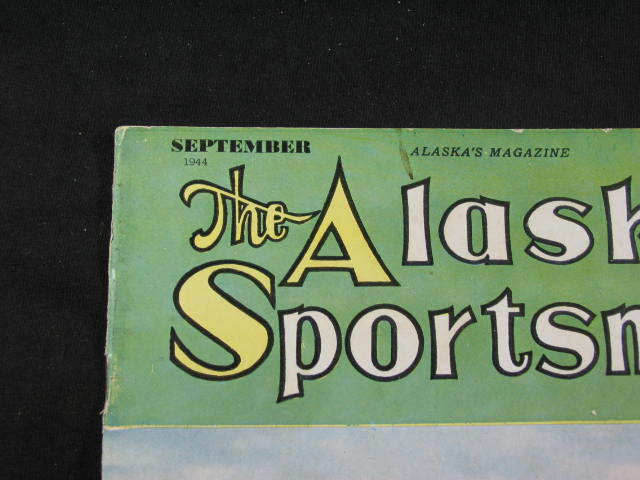 SEPTEMBER
1944
ALASKA'S MAGAZINE
The Alask
Sportsm